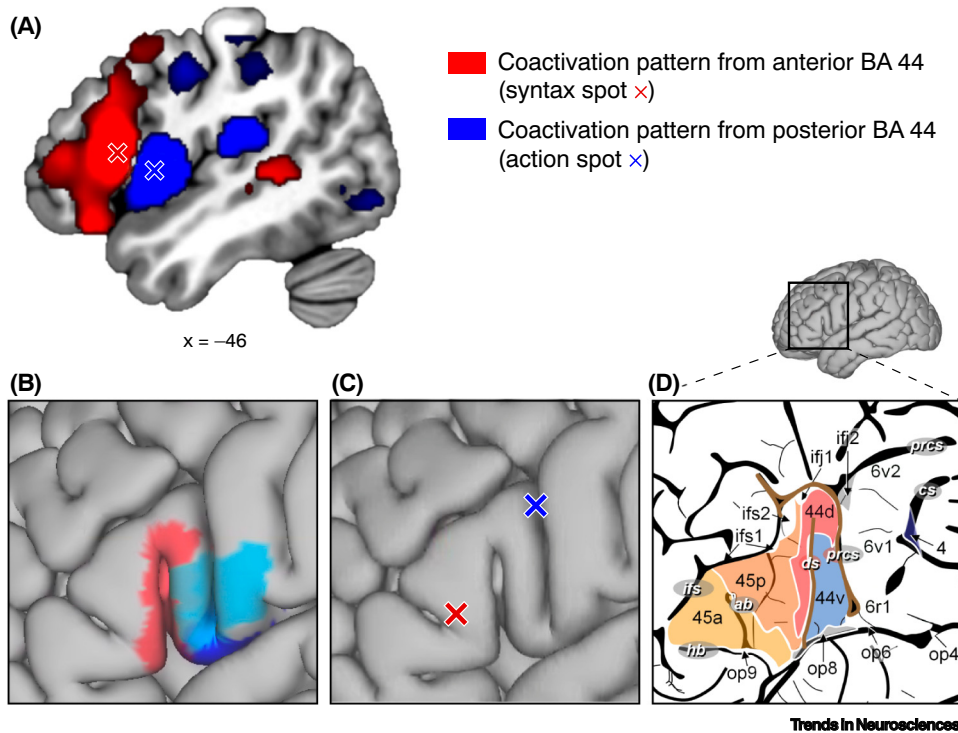 (A)
Coactivation pattern from anterior BA 44
(syntax spot ×)
Coactivation pattern from posterior BA 44
(action spot ×)
x = –46
(B)
(C)
(D)
ifj2
ifj1
6v2
prcs
cs
ifs2
44d
ifs1
6v1
4
prcs
ds
45p
ifs
ab
44v
45a
6r1
hb
op9
op8
op6
op4
Trends in Neurosciences